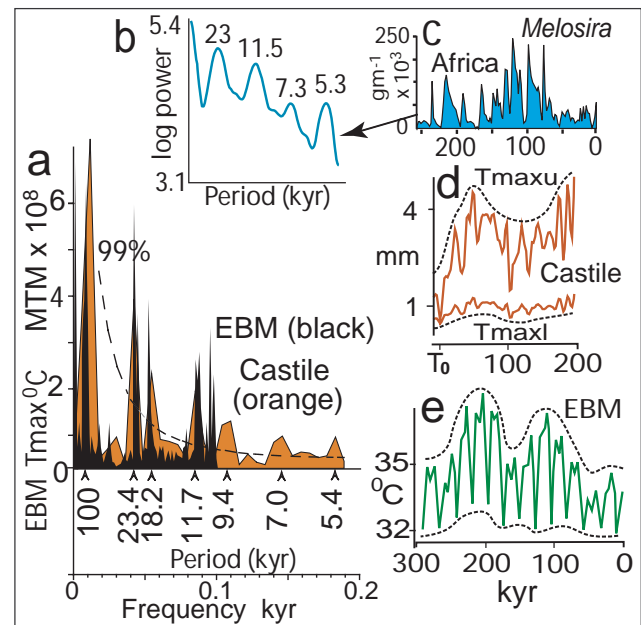 b
5.4
23
11.5
7.3
5.3
log power
3.1
Period (kyr)
c
Melosira
Africa
gm-1
x 10³
250
0
200
100
0
a
MTM x 10⁸
6
4
2
0
99%
EBM (black)
Castile
(orange)
EBM Tmax⁰C
100
23.4
18.2
11.7
9.4
7.0
5.4
Period (kyr)
0
0.1
0.2
Frequency kyr
d
Tmaxu
4
mm
Castile
1
Tmaxl
T₀
100
200
e
EBM
35
⁰C
32
300
200
100
0
kyr